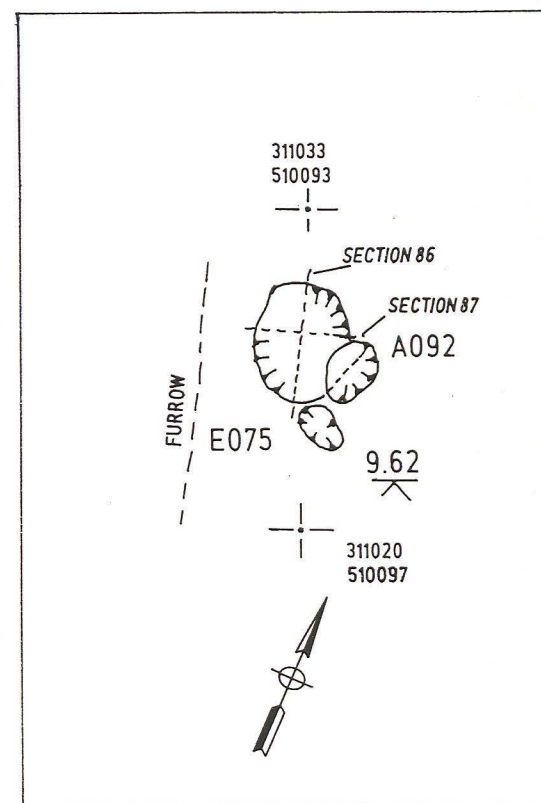 311033
510093
SECTION 86
SECTION 87
A092
FURROW
E075
9.62
311020
510097